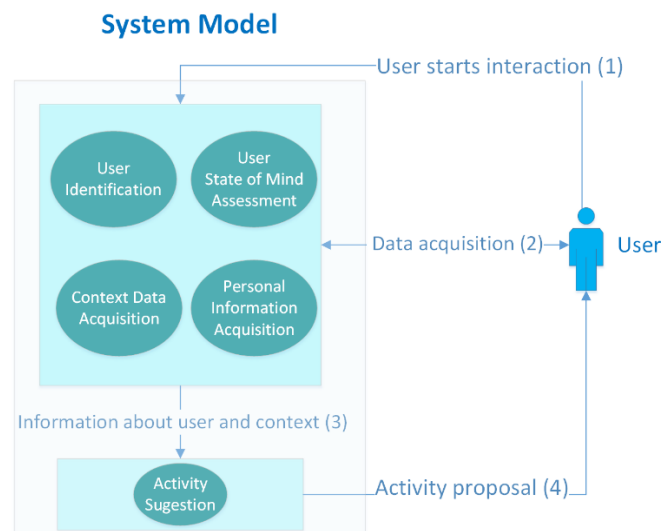 System Model
User starts interaction (1)
User
Identification
User
State of Mind
Assessment
Data acquisition (2)
User
Context Data
Acquisition
Personal
Information
Acquisition
Information about user and context (3)
Activity
Sugestion
Activity proposal (4)